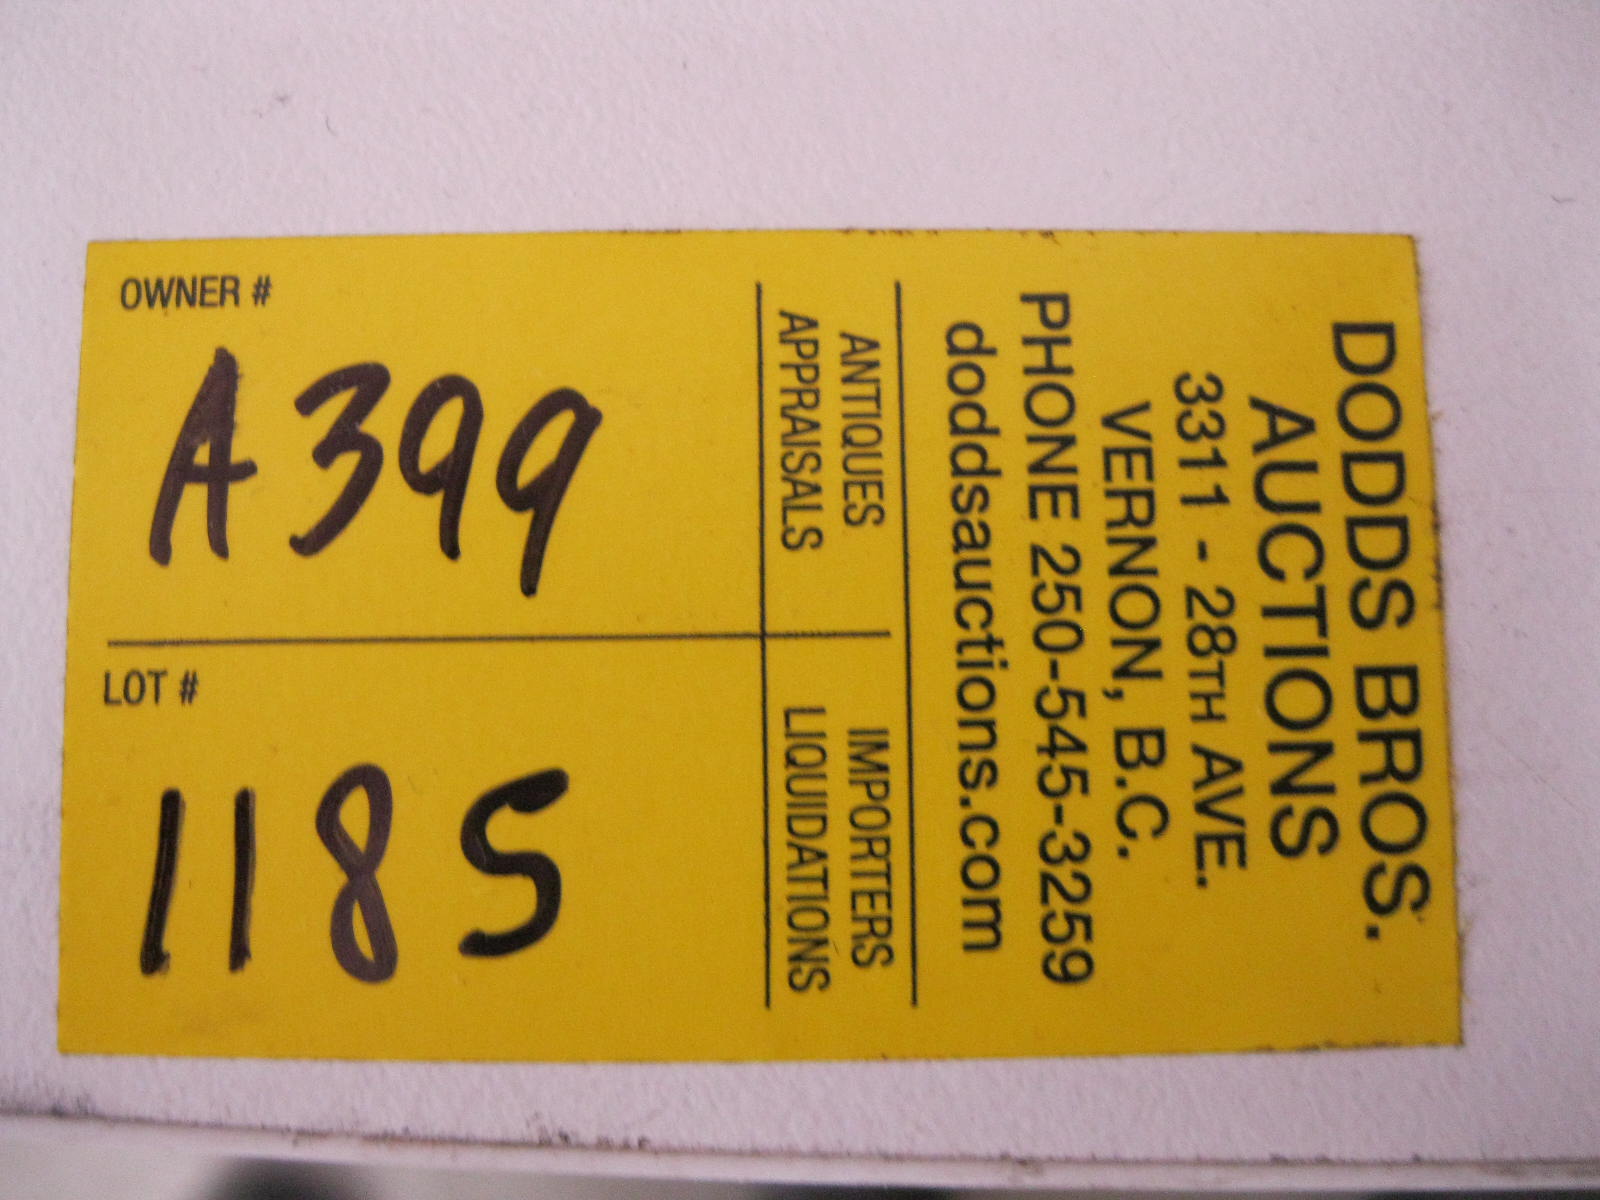 OWNER #
A399
LOT #
1185
DODDS BROS.
AUCTIONS
3311 - 28TH AVE.
VERNON, B.C.
PHONE 250-545-3259
doddsauctions.com
ANTIQUES IMPORTERS
APPRAISALS LIQUIDATIONS